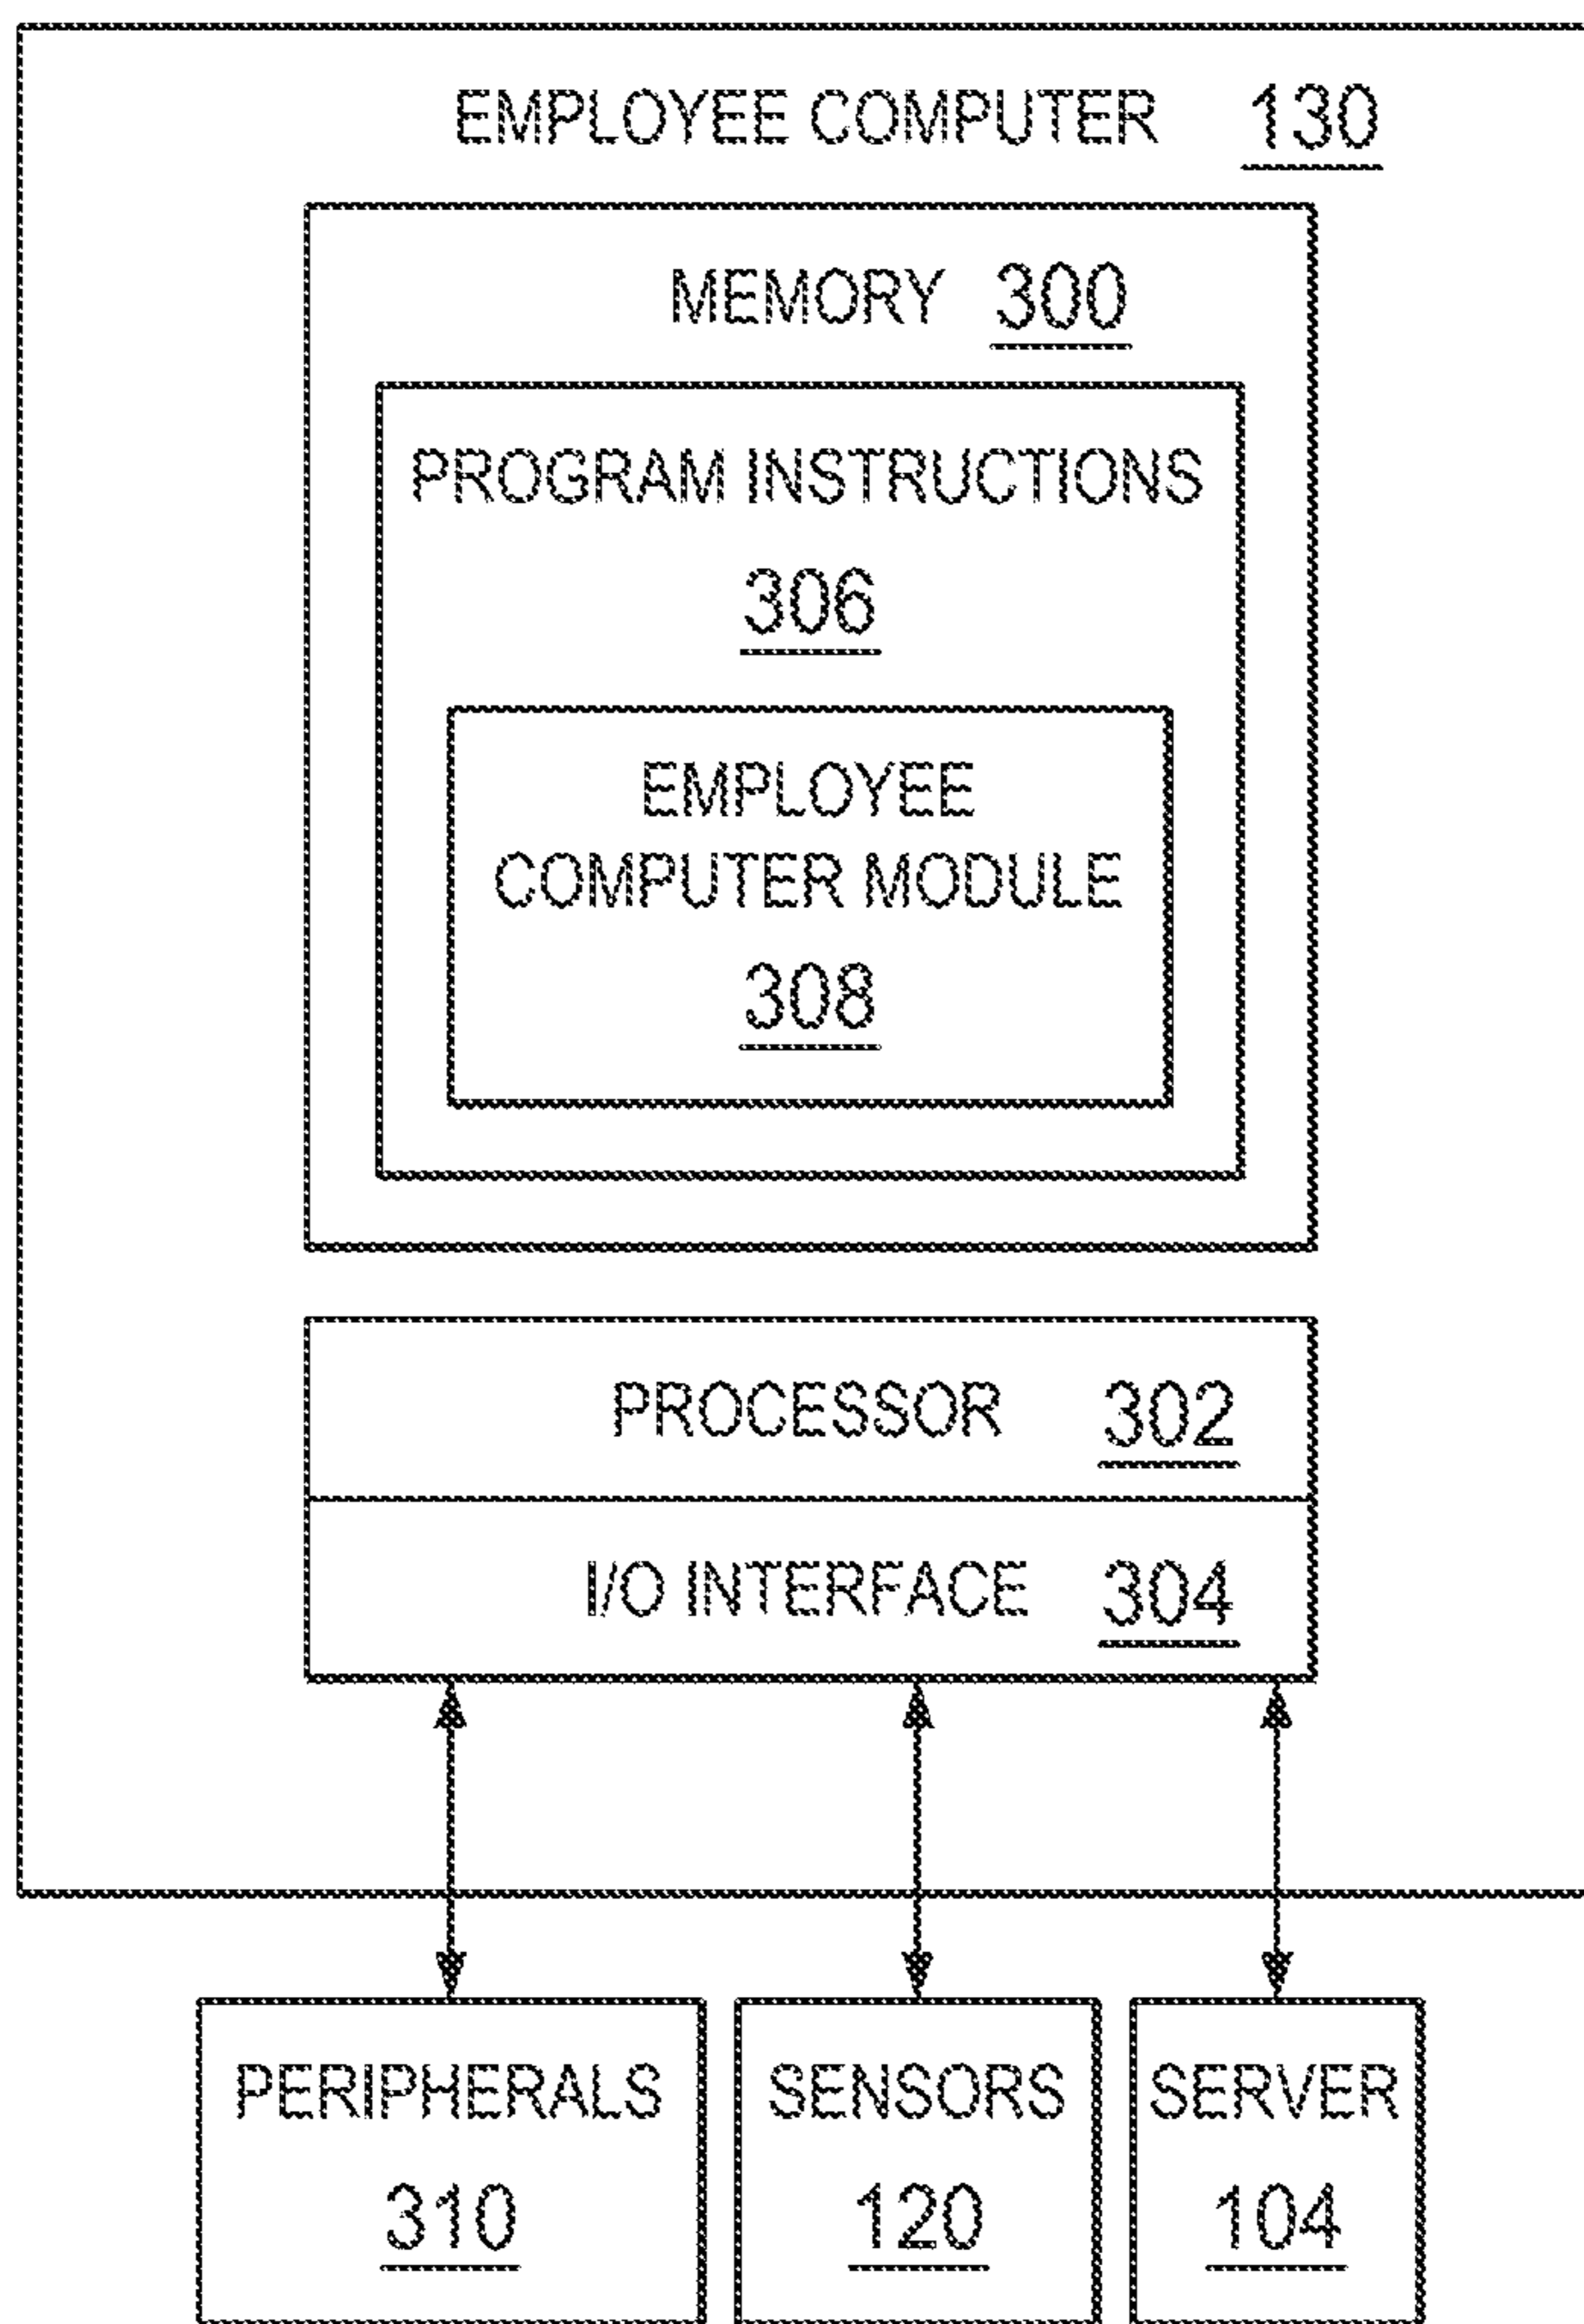 EMPLOYEE COMPUTER 130
MEMORY 300
PROGRAM INSTRUCTIONS
306
EMPLOYEE
COMPUTER MODULE
308
PROCESSOR 302
I/O INTERFACE 304
PERIPHERALS SENSORS SERVER
310 120 104